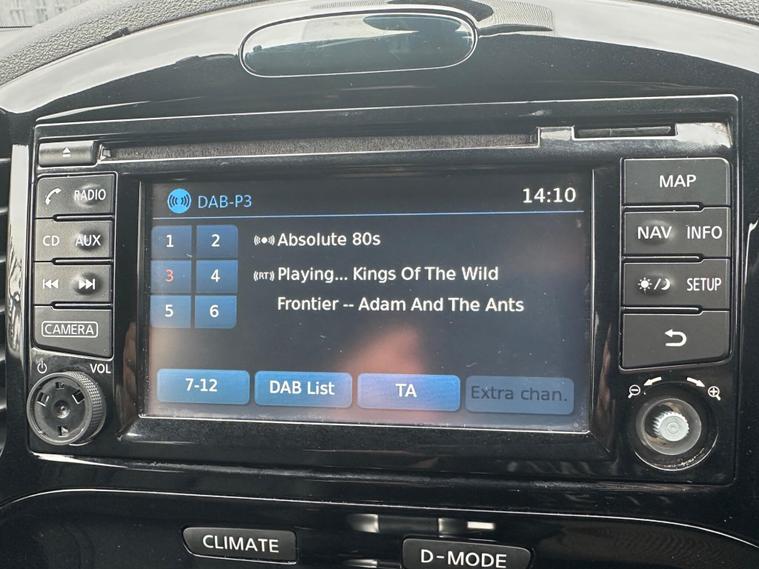 DAB-P3 14:10
1 2 Absolute 80s
3 4 (RT) Playing... Kings Of The Wild
5 6 Frontier -- Adam And The Ants
7-12 DAB List TA Extra chan.
RADIO
CD AUX
CAMERA
VOL
MAP
NAV INFO
SETUP
CLIMATE
D-MODE